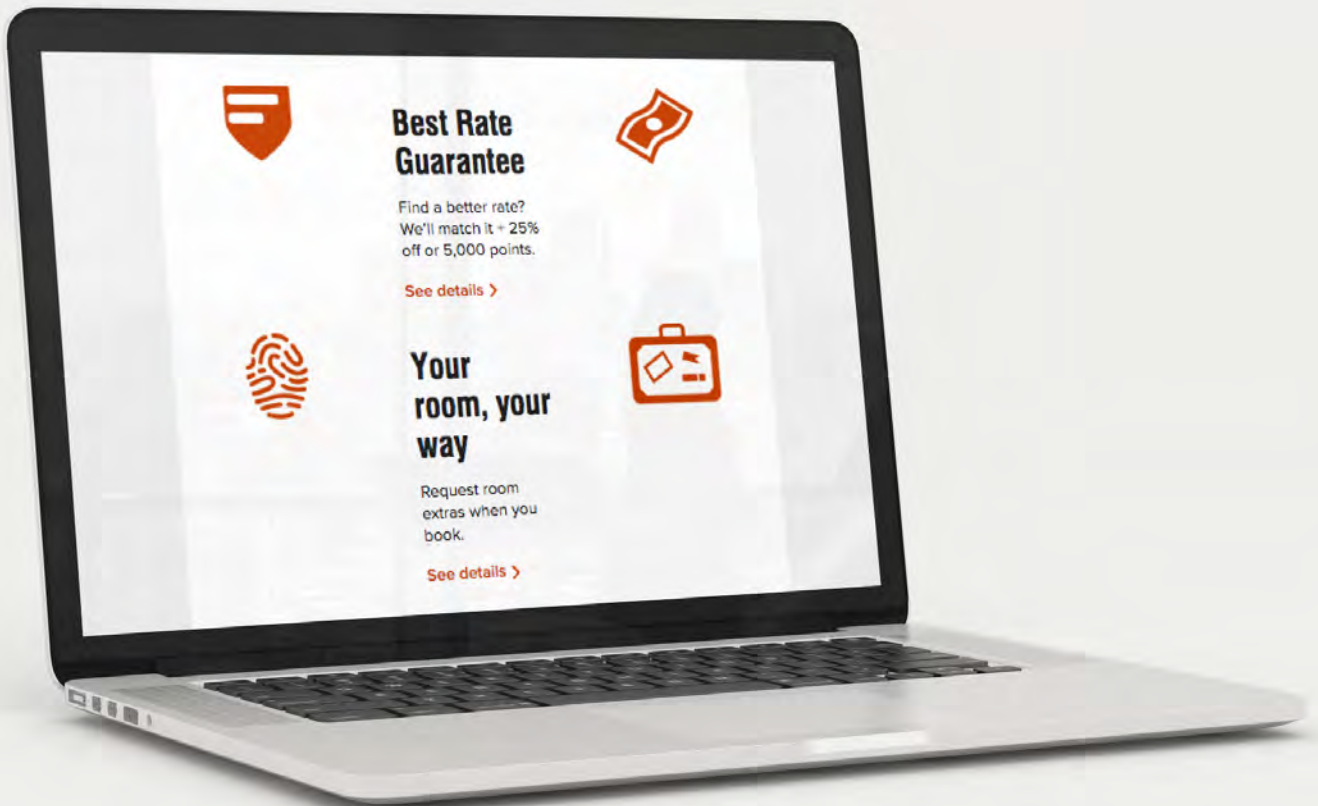 Best Rate
Guarantee
Find a better rate?
We'll match it + 25%
off or 5,000 points.
See details >
Your
room, your
way
Request room
extras when you
book.
See details >